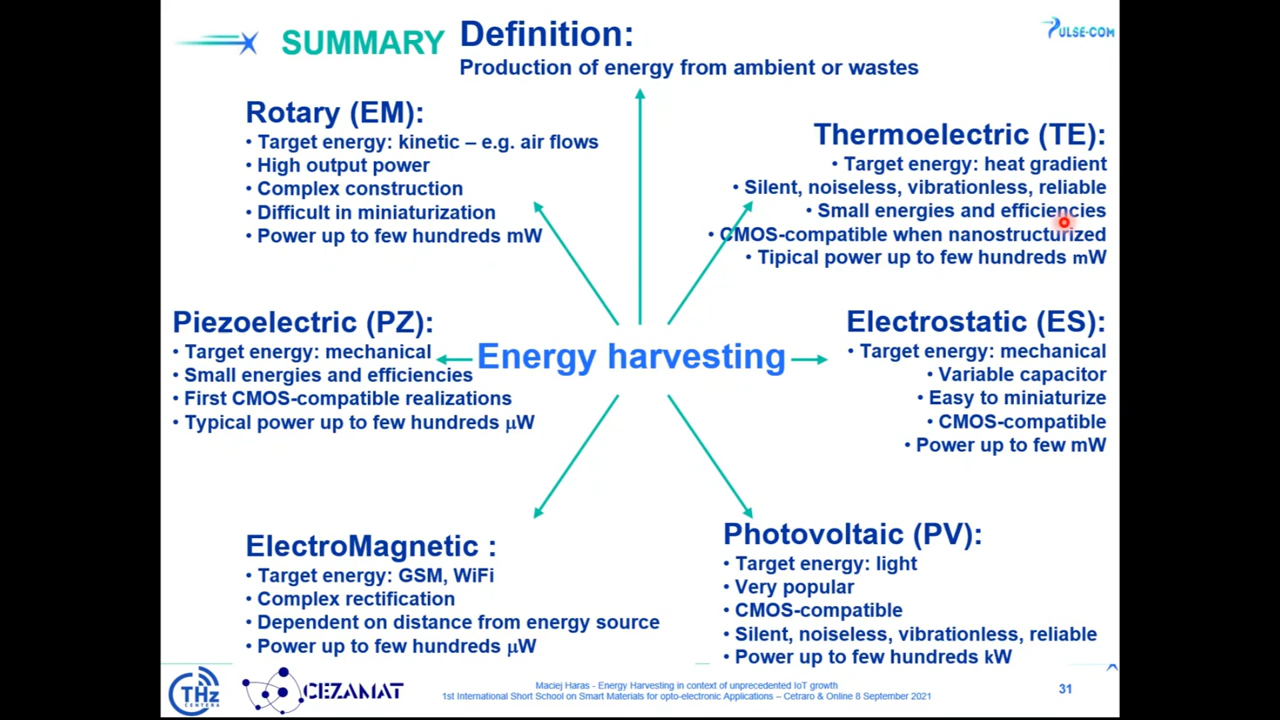 SUMMARY
Definition:
Production of energy from ambient or wastes
PULSE-COM
Rotary (EM):
• Target energy: kinetic – e.g. air flows
• High output power
• Complex construction
• Difficult in miniaturization
• Power up to few hundreds mW
Thermoelectric (TE):
• Target energy: heat gradient
• Silent, noiseless, vibrationless, reliable
• Small energies and efficiencies
• CMOS-compatible when nanostructurized
• Tipical power up to few hundreds mW
Piezoelectric (PZ):
• Target energy: mechanical
• Small energies and efficiencies
• First CMOS-compatible realizations
• Typical power up to few hundreds μW
Energy harvesting
Electrostatic (ES):
• Target energy: mechanical
• Variable capacitor
• Easy to miniaturize
• CMOS-compatible
• Power up to few mW
ElectroMagnetic :
• Target energy: GSM, WiFi
• Complex rectification
• Dependent on distance from energy source
• Power up to few hundreds μW
Photovoltaic (PV):
• Target energy: light
• Very popular
• CMOS-compatible
• Silent, noiseless, vibrationless, reliable
• Power up to few hundreds kW
THz
CENTERA
CEZAMAT
Maciej Haras - Energy Harvesting in context of unprecedented IoT growth
1st International Short School on Smart Materials for opto-electronic Applications – Cetraro & Online 8 September 2021
31